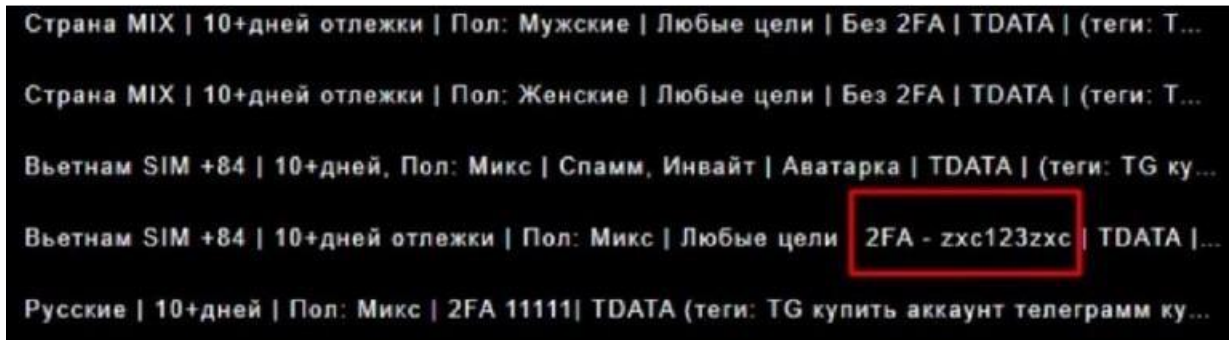 Страна MIX | 10+дней отлежки | Пол: Мужские | Любые цели | Без 2FA | TDATA | (теги: T...
Страна MIX | 10+дней отлежки | Пол: Женские | Любые цели | Без 2FA | TDATA | (теги: T...
Вьетнам SIM +84 | 10+дней, Пол: Микс | Спамм, Инвайт | Аватарка | TDATA | (теги: TG ку...
Вьетнам SIM +84 | 10+дней отлежки | Пол: Микс | Любые цели 2FA - zxc123zxc | TDATA |...
Русские | 10+дней | Пол: Микс | 2FA 11111| TDATA (теги: TG купить аккаунт телеграмм ку...